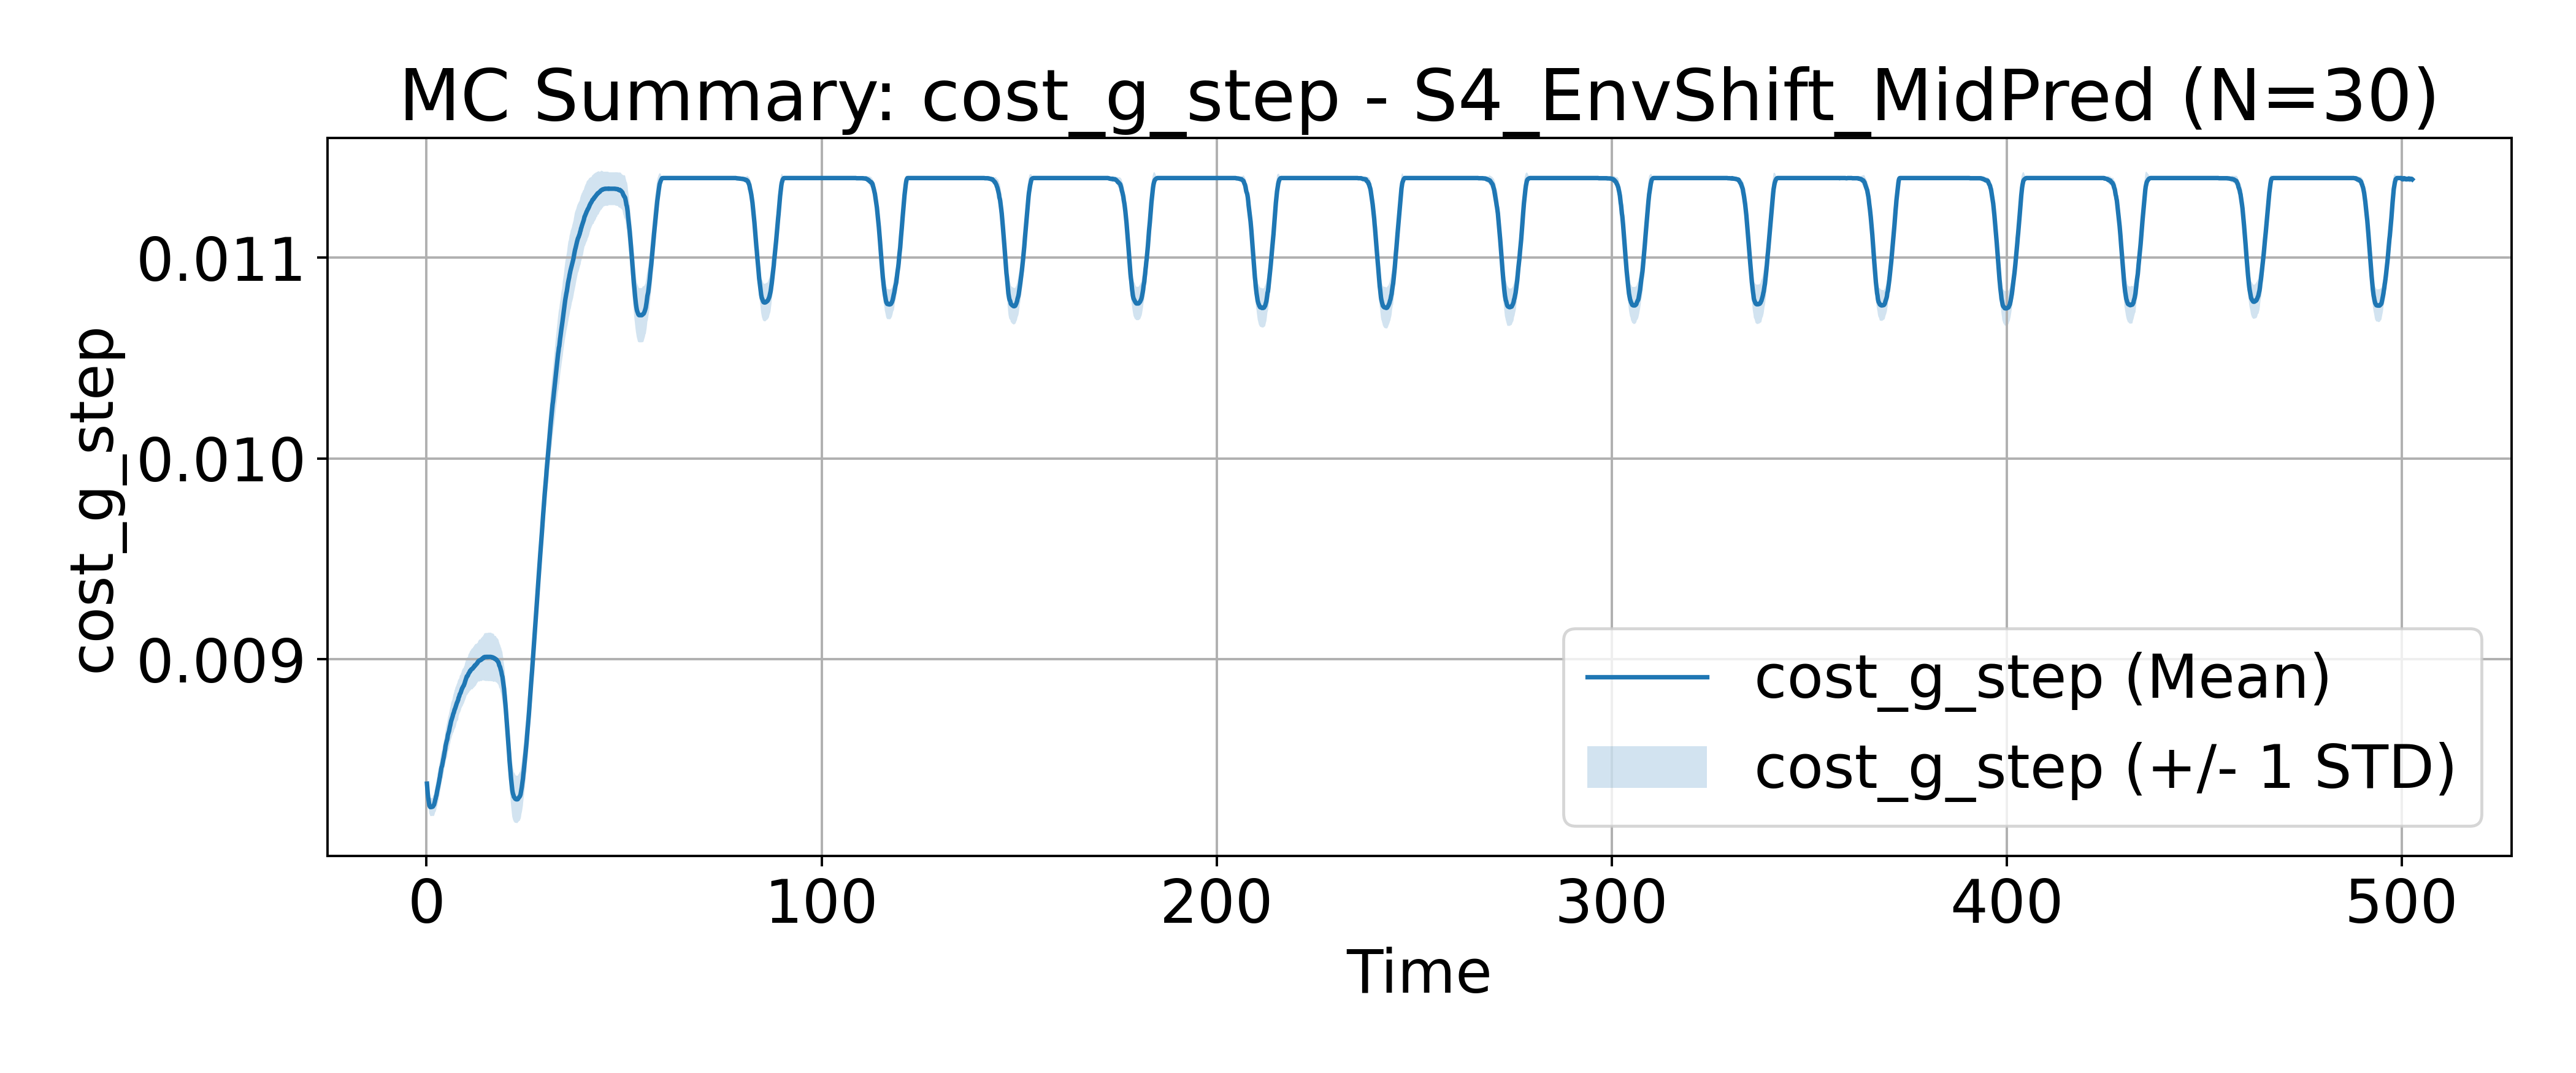 MC Summary: cost_g_step - S4_EnvShift_MidPred (N=30)
cost_g_step
0.011
0.010
0.009
cost_g_step (Mean)
cost_g_step (+/- 1 STD)
0 100 200 300 400 500
Time